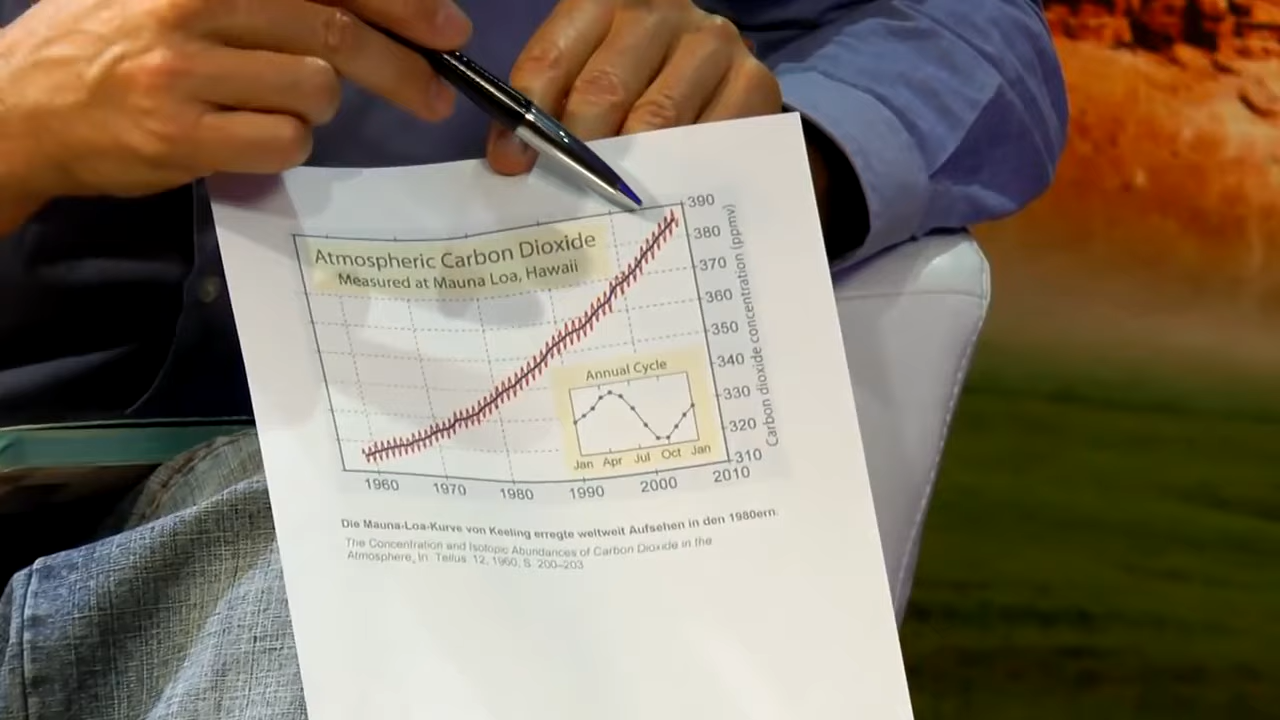 Atmospheric Carbon Dioxide
Measured at Mauna Loa, Hawaii
390
380
370
360
350
340
330
320
310
Carbon dioxide concentration (ppmv)
Annual Cycle
Jan Apr Jul Oct Jan
1960 1970 1980 1990 2000 2010
Die Mauna-Loa-Kurve von Keeling erregte weltweit Aufsehen in den 1980ern.
The Concentration and Isotopic Abundances of Carbon Dioxide in the
Atmosphere, In: Tellus. 12, 1960, S. 200–203